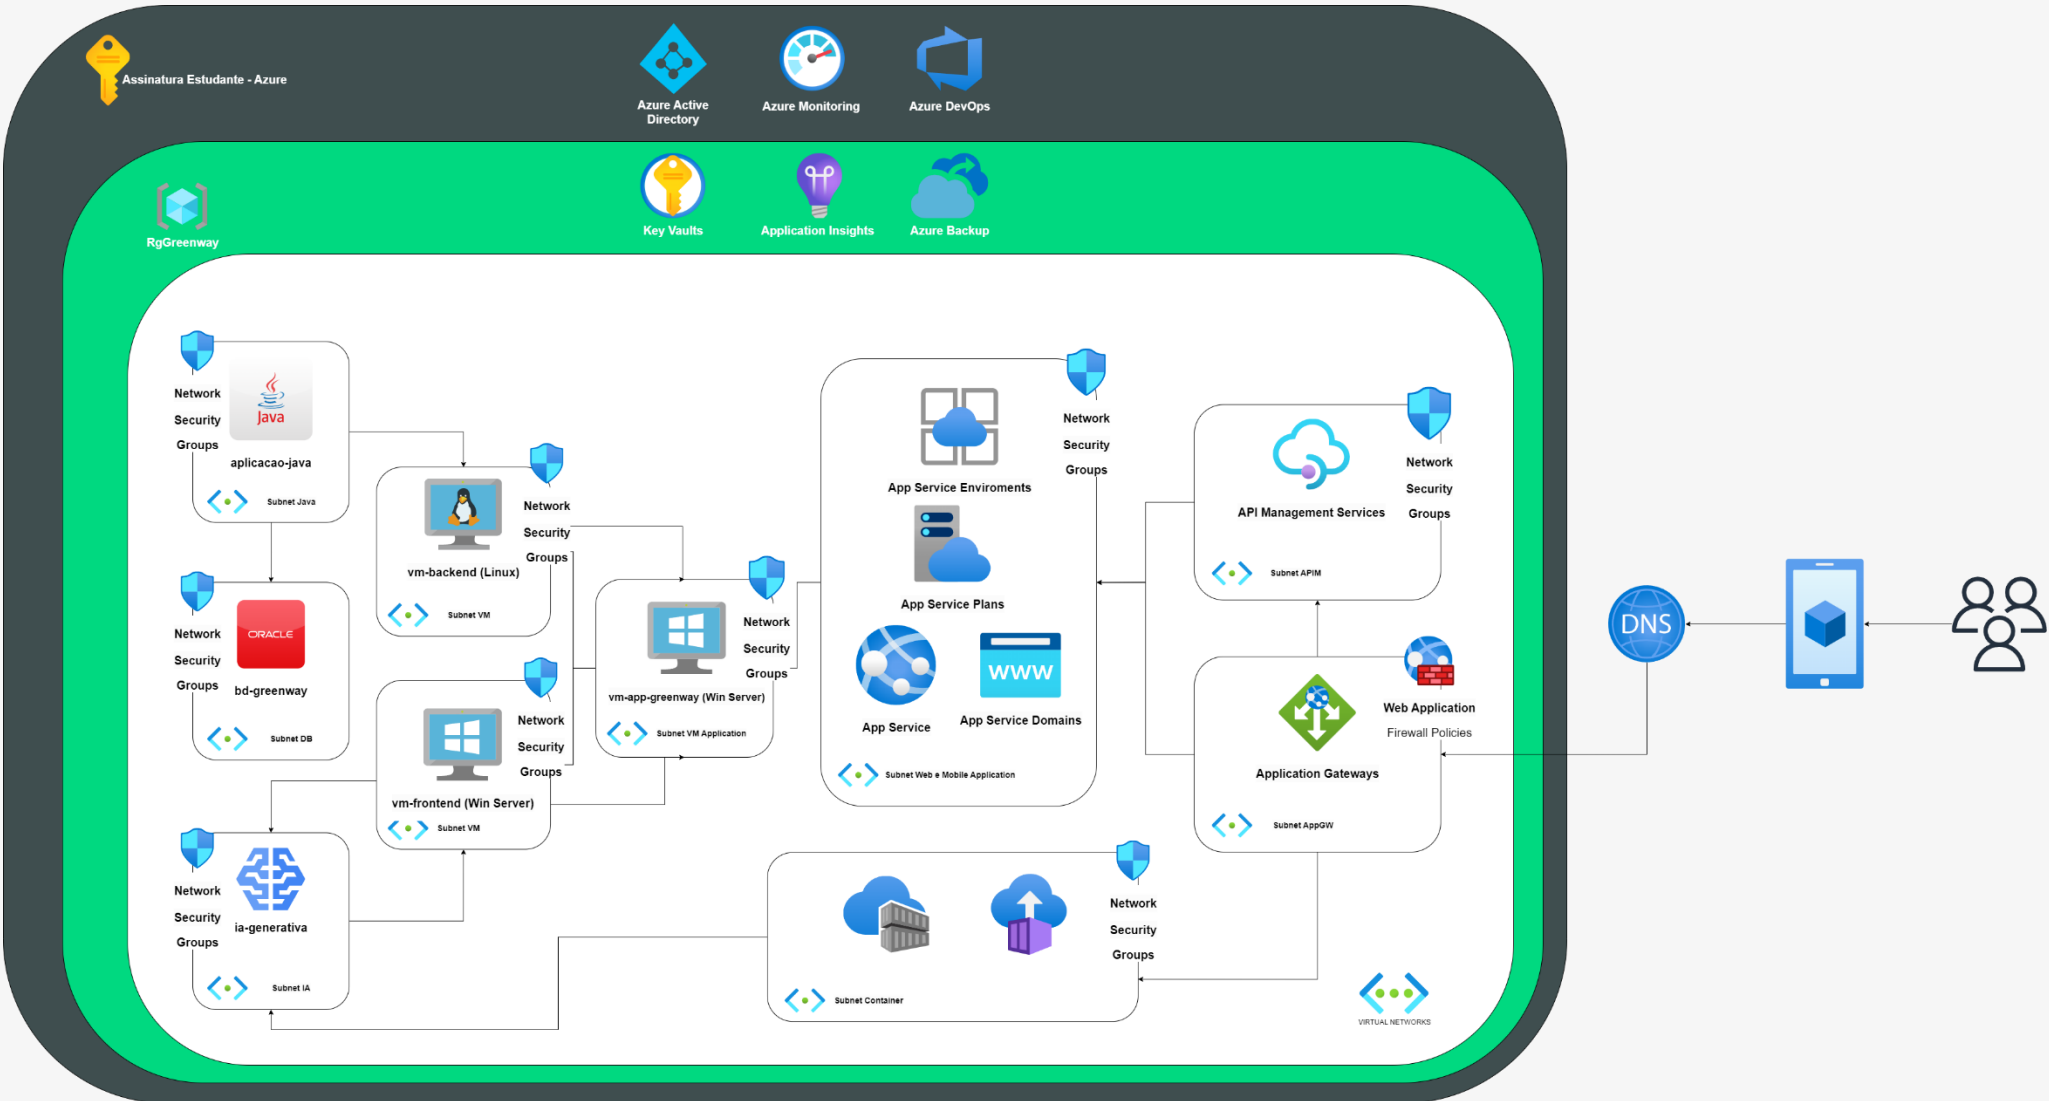 Assinatura Estudante - Azure
Azure Active
Directory
Azure Monitoring
Azure DevOps
RgGreenway
Key Vaults
Application Insights
Azure Backup
Network
Security
Groups
Java
aplicacao-java
Subnet Java
Network
Security
Groups
vm-backend (Linux)
Subnet VM
Network
Security
Groups
ORACLE
bd-greenway
Subnet DB
Network
Security
Groups
vm-frontend (Win Server)
Subnet VM
Network
Security
Groups
vm-app-greenway (Win Server)
Subnet VM Application
Network
Security
Groups
ia-generativa
Subnet IA
Network
Security
Groups
App Service Enviroments
App Service Plans
App Service
WWW
App Service Domains
Subnet Web e Mobile Application
Network
Security
Groups
API Management Services
Subnet APIM
Web Application
Firewall Policies
Application Gateways
Subnet AppGW
Network
Security
Groups
Subnet Container
VIRTUAL NETWORKS
DNS